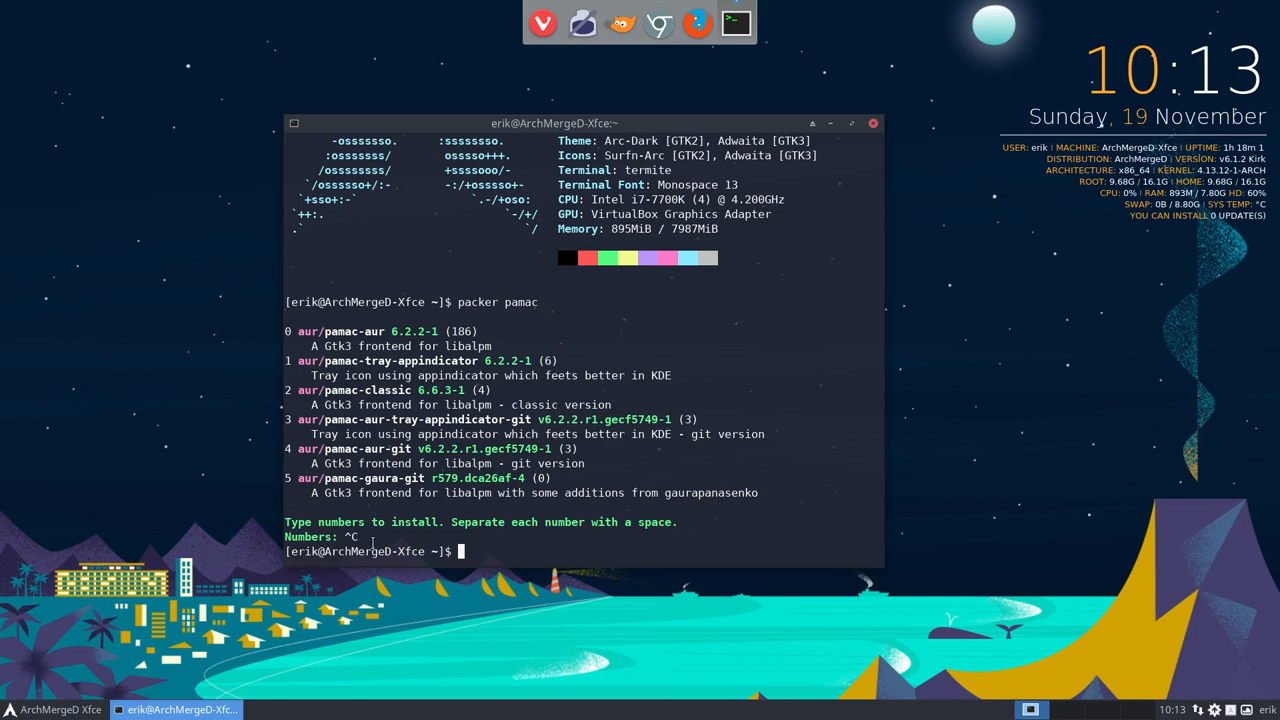 10:13
Sunday, 19 November
USER: erik | MACHINE: ArchMergeD-Xfce | UPTIME: 1h 18m 1
DISTRIBUTION: ArchMergeD | VERSION: v6.1.2 Kirk
ARCHITECTURE: x86_64 | KERNEL: 4.13.12-1-ARCH
ROOT: 9.68G / 16.1G | HOME: 9.68G / 16.1G
CPU: 0% | RAM: 893M / 7.80G HD: 60%
SWAP: 0B / 8.80G | SYS TEMP: °C
YOU CAN INSTALL 0 UPDATE(S)
erik@ArchMergeD-Xfce:~
-osssssso.      :ssssssso.       Theme: Arc-Dark [GTK2], Adwaita [GTK3]
:osssssss/      osssso+++.       Icons: Surfn-Arc [GTK2], Adwaita [GTK3]
/ossssssss/      +ssssooo/-       Terminal: termite
`/ossssso+/:-      -:/+osssso+-     Terminal Font: Monospace 13
`+sso+:-`                 `.-/+oso:    CPU: Intel i7-7700K (4) @ 4.200GHz
`++:.                           `-/+/   GPU: VirtualBox Graphics Adapter
.`                                 `/   Memory: 895MiB / 7987MiB
[erik@ArchMergeD-Xfce ~]$ packer pamac
0 aur/pamac-aur 6.2.2-1 (186)
A Gtk3 frontend for libalpm
1 aur/pamac-tray-appindicator 6.2.2-1 (6)
Tray icon using appindicator which feets better in KDE
2 aur/pamac-classic 6.6.3-1 (4)
A Gtk3 frontend for libalpm - classic version
3 aur/pamac-aur-tray-appindicator-git v6.2.2.r1.gecf5749-1 (3)
Tray icon using appindicator which feets better in KDE - git version
4 aur/pamac-aur-git v6.2.2.r1.gecf5749-1 (3)
A Gtk3 frontend for libalpm - git version
5 aur/pamac-gaura-git r579.dca26af-4 (0)
A Gtk3 frontend for libalpm with some additions from gaurapanasenko
Type numbers to install. Separate each number with a space.
Numbers: ^C
[erik@ArchMergeD-Xfce ~]$
ArchMergeD Xfce
erik@ArchMergeD-Xfc...
10:13
erik